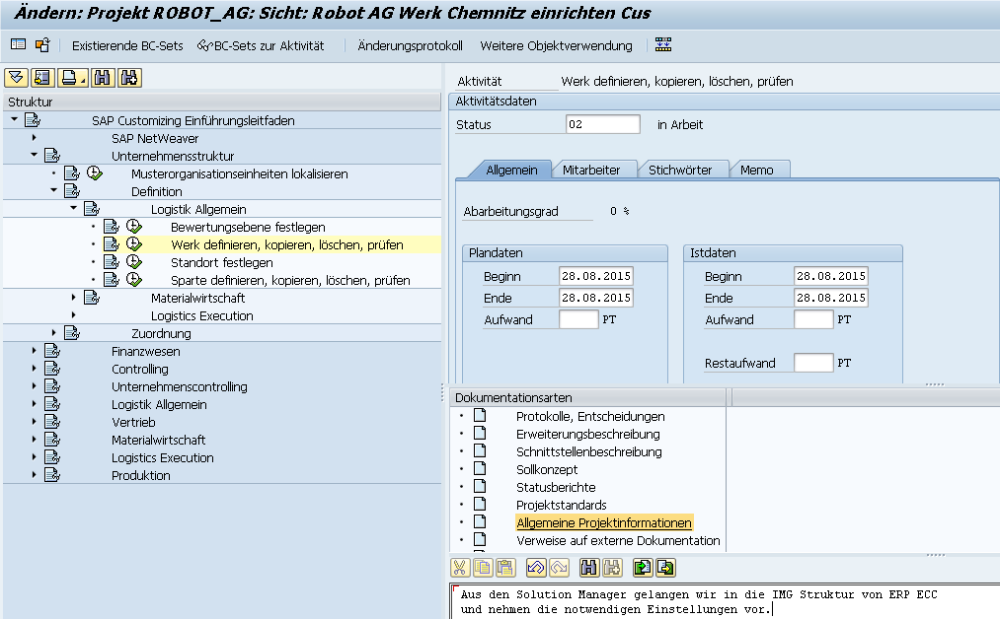 Ändern: Projekt ROBOT_AG: Sicht: Robot AG Werk Chemnitz einrichten Cus
Existierende BC-Sets BC-Sets zur Aktivität Änderungsprotokoll Weitere Objektverwendung
Struktur
SAP Customizing Einführungsleitfaden
SAP NetWeaver
Unternehmensstruktur
Musterorganisationseinheiten lokalisieren
Definition
Logistik Allgemein
Bewertungsebene festlegen
Werk definieren, kopieren, löschen, prüfen
Standort festlegen
Sparte definieren, kopieren, löschen, prüfen
Materialwirtschaft
Logistics Execution
Zuordnung
Finanzwesen
Controlling
Unternehmenscontrolling
Logistik Allgemein
Vertrieb
Materialwirtschaft
Logistics Execution
Produktion
Aktivität Werk definieren, kopieren, löschen, prüfen
Aktivitätsdaten
Status 02 in Arbeit
Allgemein Mitarbeiter Stichwörter Memo
Abarbeitungsgrad 0 %
Plandaten
Beginn 28.08.2015
Ende 28.08.2015
Aufwand PT
Istdaten
Beginn 28.08.2015
Ende 28.08.2015
Aufwand PT
Restaufwand PT
Dokumentationsarten
Protokolle, Entscheidungen
Erweiterungsbeschreibung
Schnittstellenbeschreibung
Sollkonzept
Statusberichte
Projektstandards
Allgemeine Projektinformationen
Verweise auf externe Dokumentation
Aus den Solution Manager gelangen wir in die IMG Struktur von ERP ECC
und nehmen die notwendigen Einstellungen vor.